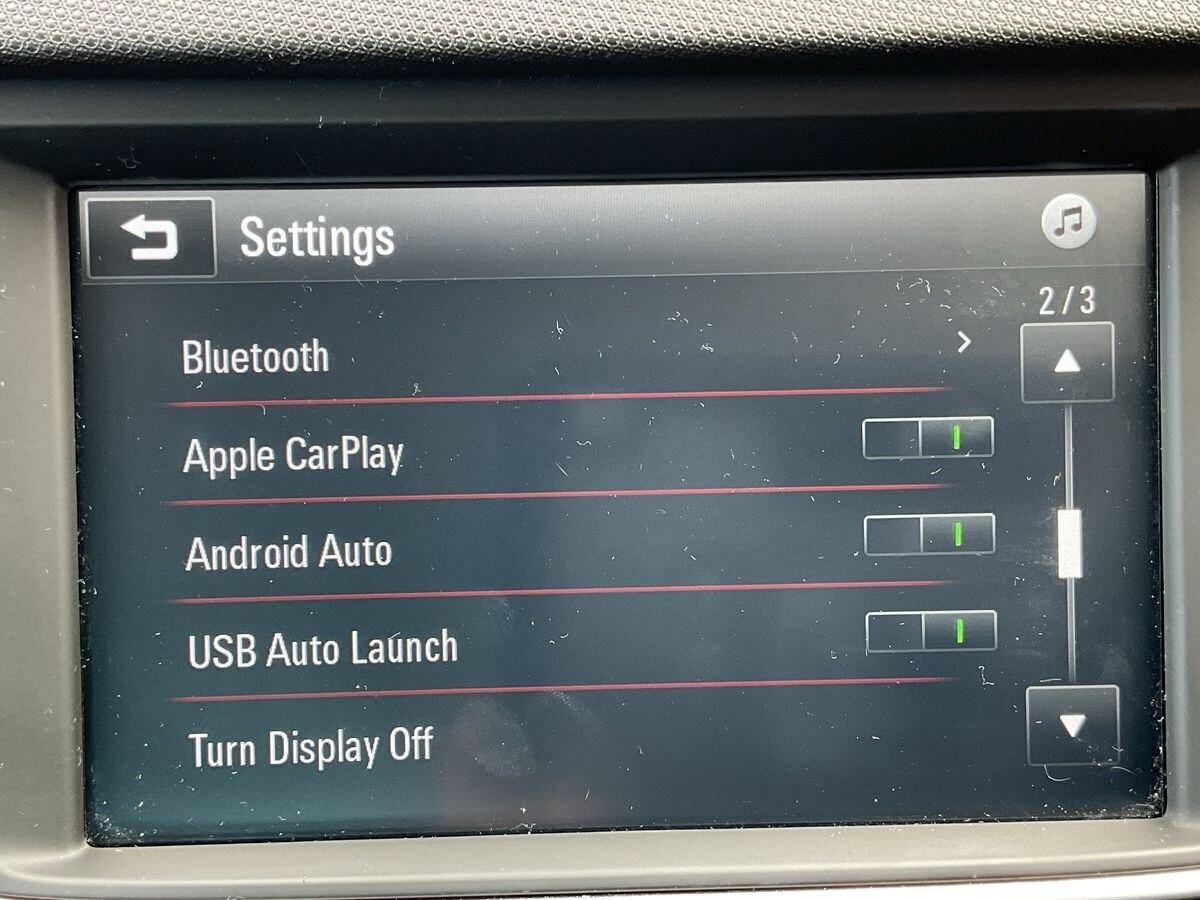 Settings
2/3
Bluetooth
Apple CarPlay
Android Auto
USB Auto Launch
Turn Display Off